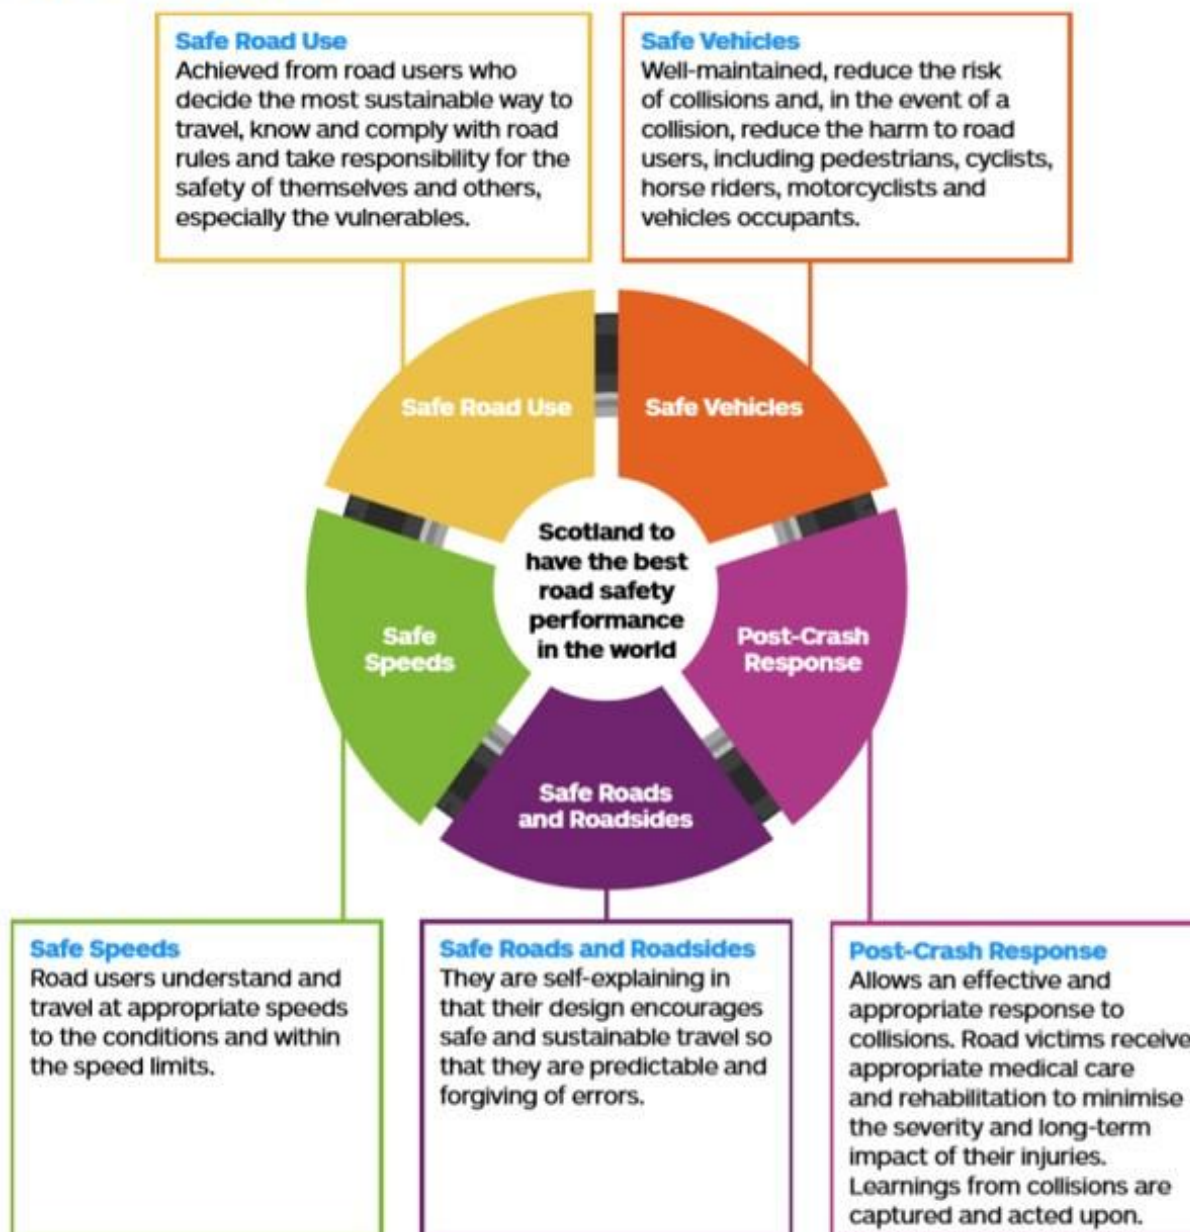 Safe Road Use
Achieved from road users who
decide the most sustainable way to
travel, know and comply with road
rules and take responsibility for the
safety of themselves and others,
especially the vulnerables.
Safe Vehicles
Well-maintained, reduce the risk
of collisions and, in the event of a
collision, reduce the harm to road
users, including pedestrians, cyclists,
horse riders, motorcyclists and
vehicles occupants.
Safe Road Use
Safe Vehicles
Scotland to
have the best
road safety
performance
in the world
Safe
Speeds
Post-Crash
Response
Safe Roads
and Roadsides
Safe Speeds
Road users understand and
travel at appropriate speeds
to the conditions and within
the speed limits.
Safe Roads and Roadsides
They are self-explaining in
that their design encourages
safe and sustainable travel so
that they are predictable and
forgiving of errors.
Post-Crash Response
Allows an effective and
appropriate response to
collisions. Road victims receive
appropriate medical care
and rehabilitation to minimise
the severity and long-term
impact of their injuries.
Learnings from collisions are
captured and acted upon.